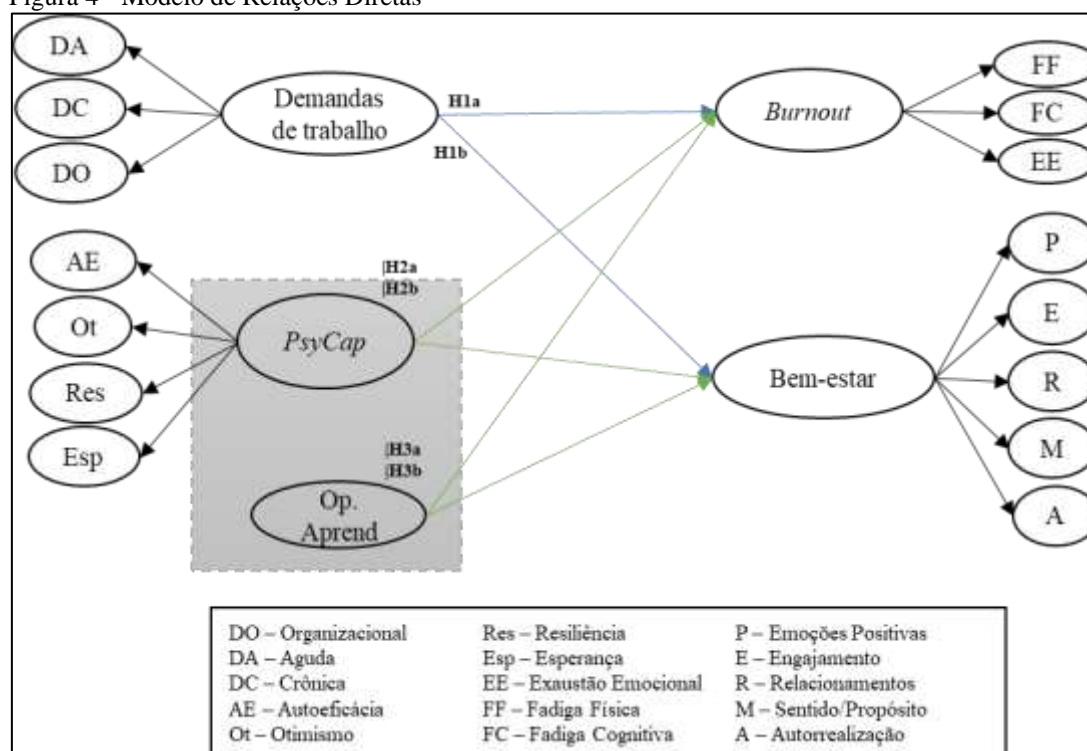 Figura 4 - Modelo de Relações Diretas
DA
DC
DO
Demandas
de trabalho
H1a
H1b
Burnout
FF
FC
EE
AE
Ot
Res
Esp
|H2a
|H2b
PsyCap
|H3a
|H3b
Op.
Aprend
Bem-estar
P
E
R
M
A
DO – Organizacional
DA – Aguda
DC – Crônica
AE – Autoeficácia
Ot – Otimismo
Res – Resiliência
Esp – Esperança
EE – Exaustão Emocional
FF – Fadiga Física
FC – Fadiga Cognitiva
P – Emoções Positivas
E – Engajamento
R – Relacionamentos
M – Sentido/Propósito
A – Autorrealização